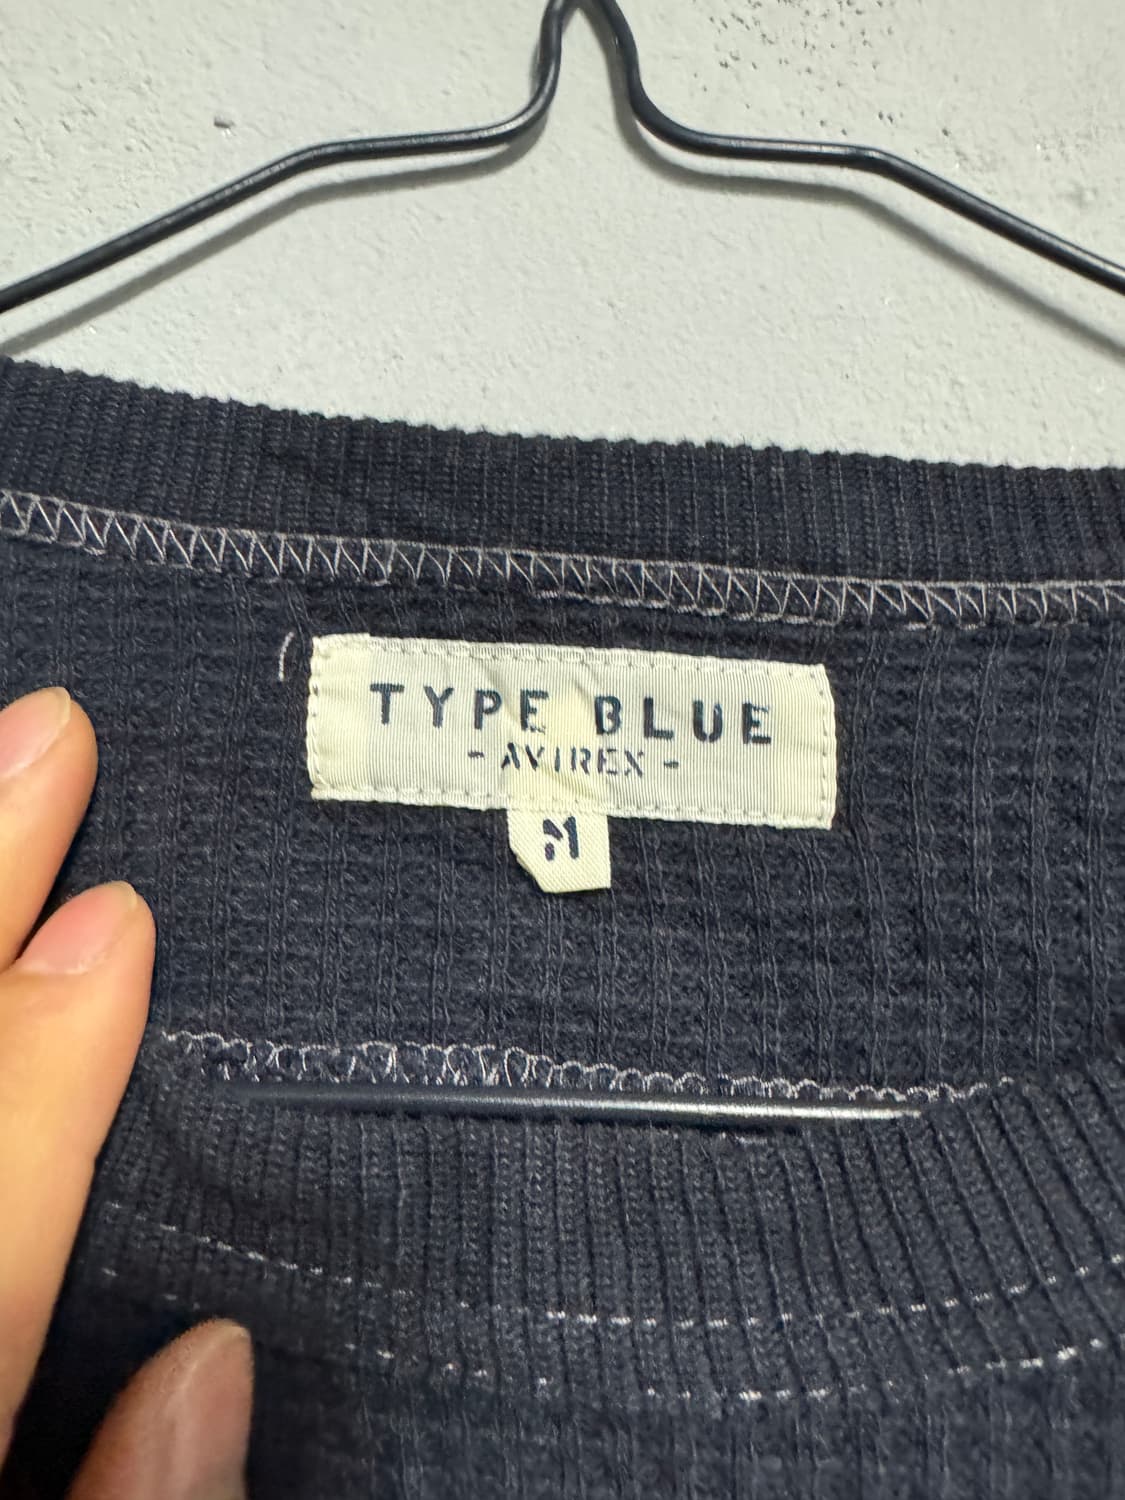 TYPE BLUE
- AVIREX -
M